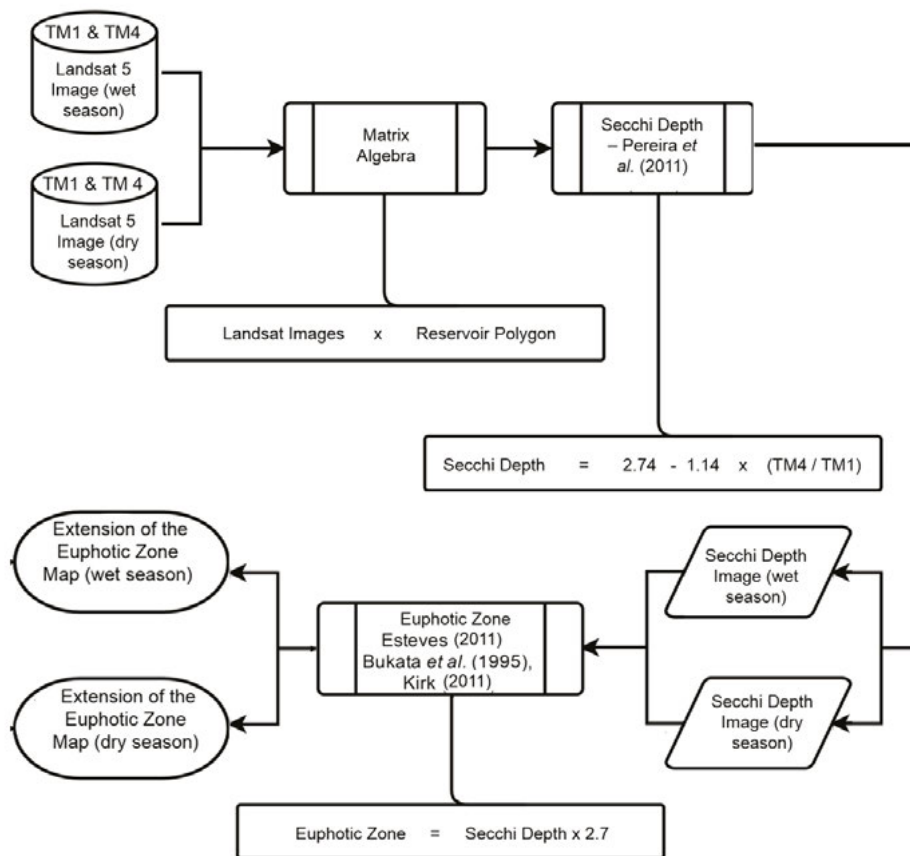 TM1 & TM4
Landsat 5
Image (wet
season)
TM1 & TM 4
Landsat 5
Image (dry
season)
Matrix
Algebra
Secchi Depth
– Pereira et
al. (2011)
Landsat Images x Reservoir Polygon
Secchi Depth = 2.74 - 1.14 x (TM4 / TM1)
Secchi Depth
Image (wet
season)
Secchi Depth
Image (dry
season)
Euphotic Zone
Esteves (2011)
Bukata et al. (1995),
Kirk (2011)
Euphotic Zone = Secchi Depth x 2.7
Extension of the
Euphotic Zone
Map (wet season)
Extension of the
Euphotic Zone
Map (dry season)